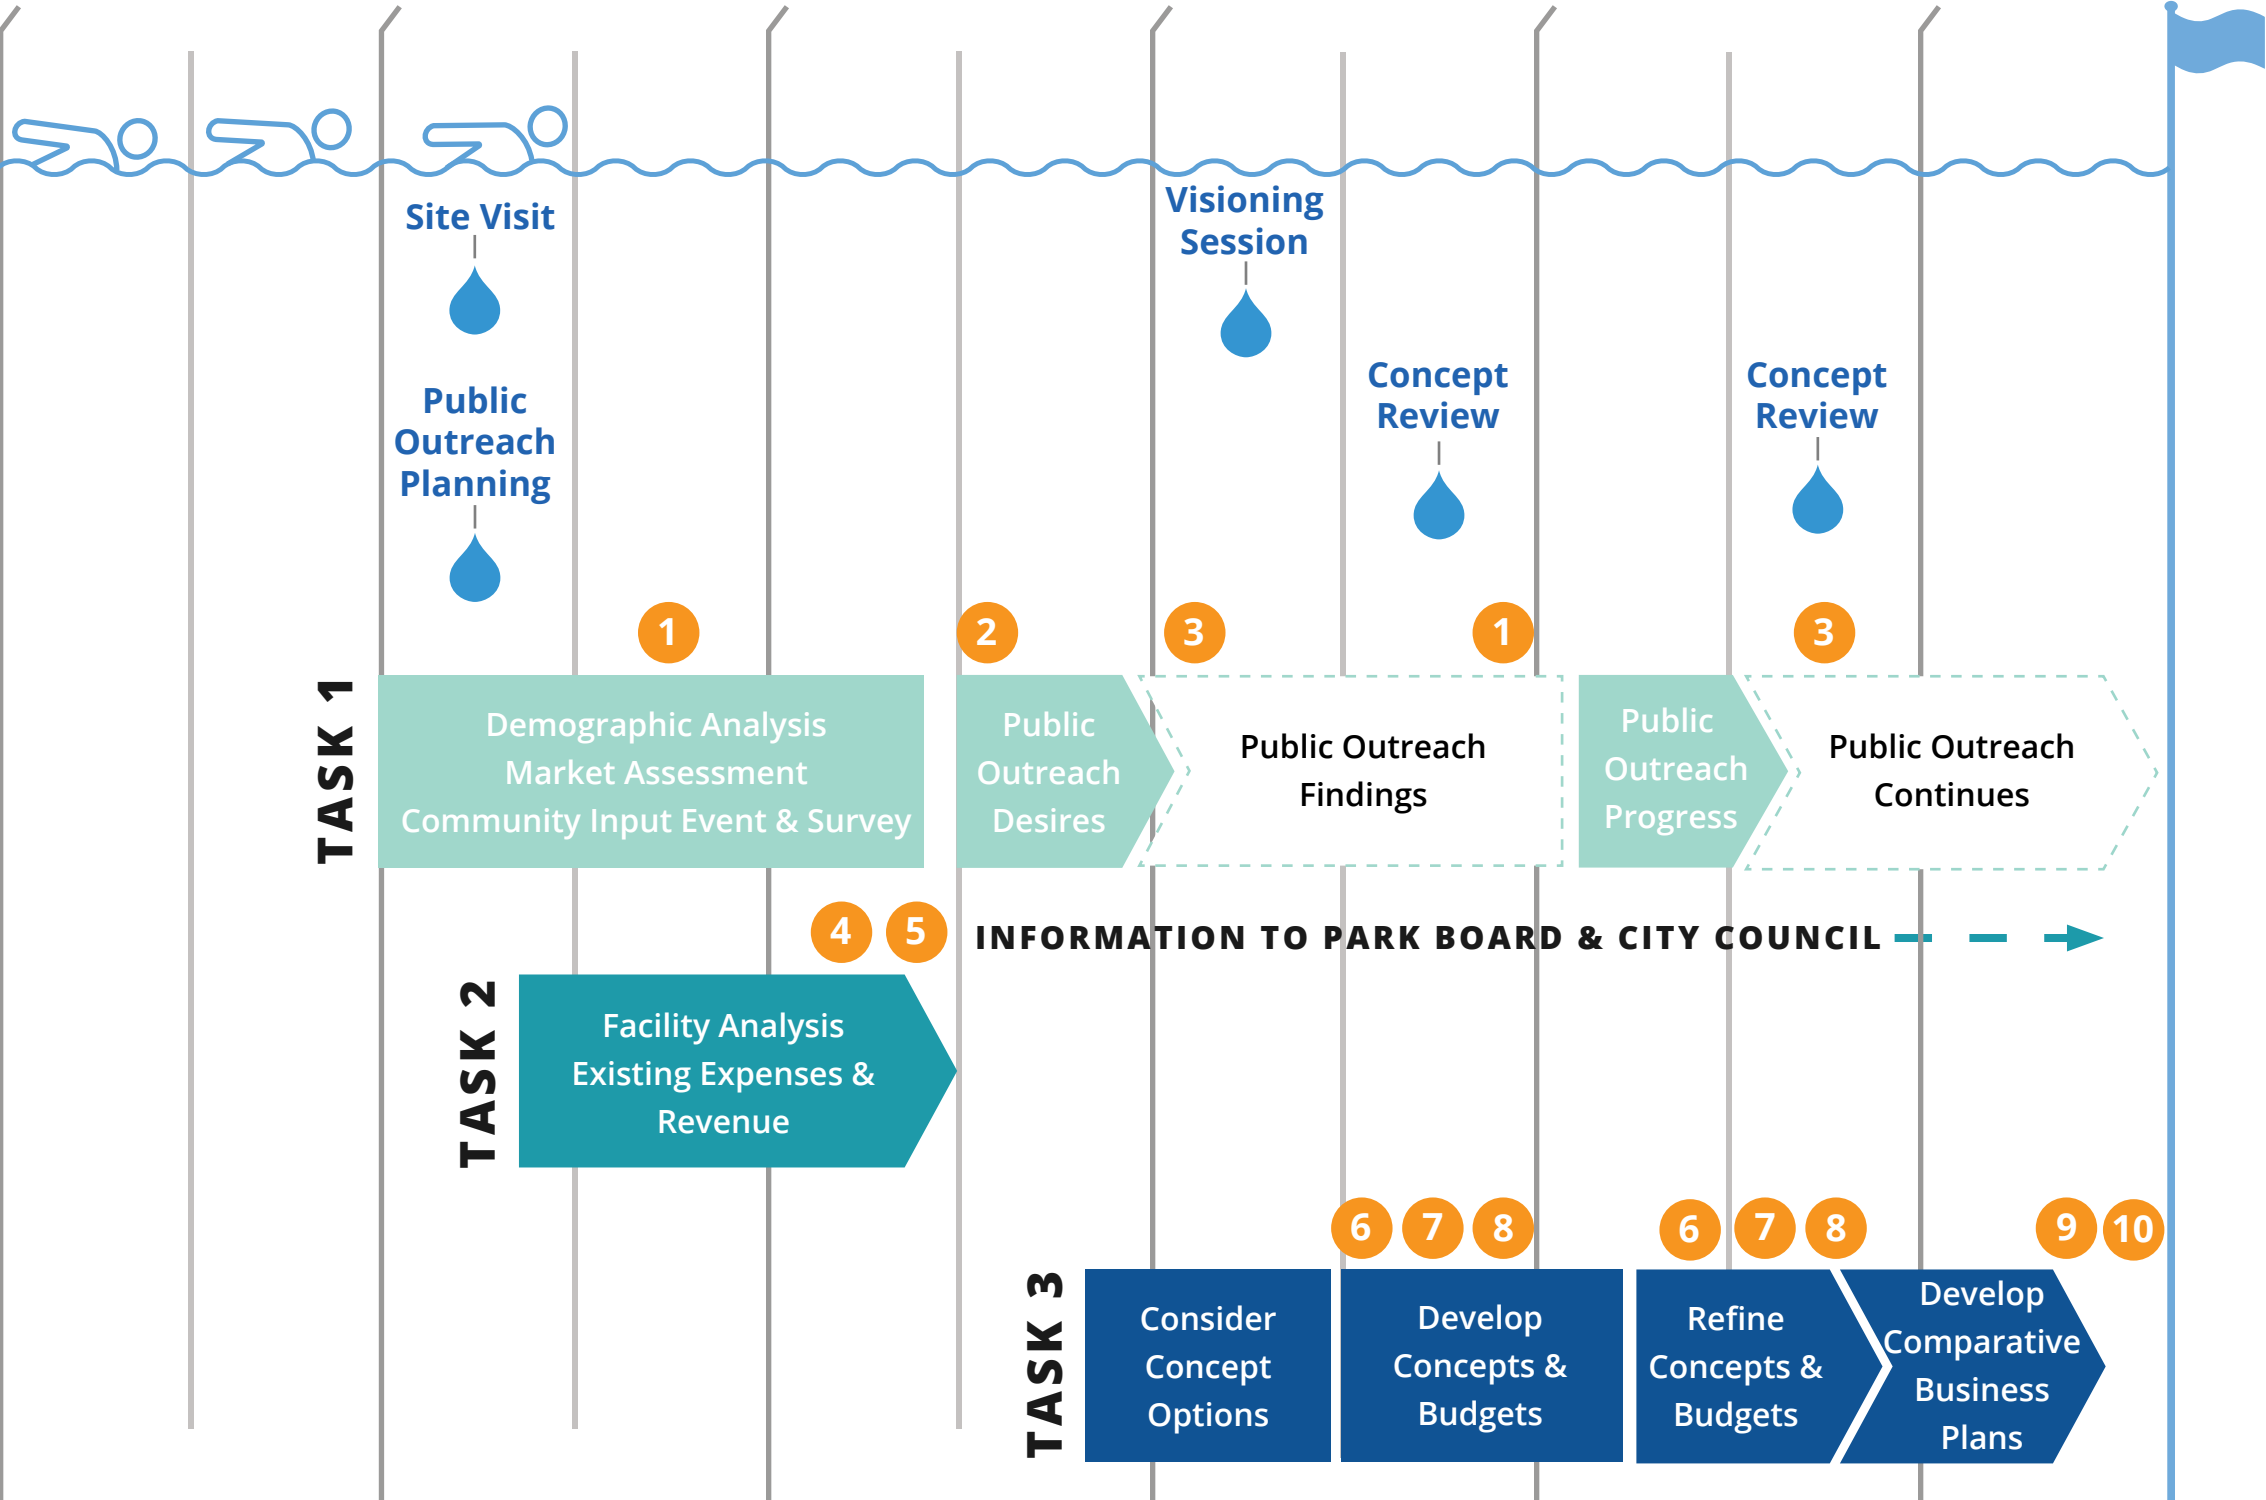 Site Visit
Visioning
Session
Public
Outreach
Planning
Concept
Review
Concept
Review
1
2
3
1
3
TASK 1
Demographic Analysis
Market Assessment
Community Input Event & Survey
Public
Outreach
Desires
Public Outreach
Findings
Public
Outreach
Progress
Public Outreach
Continues
4
5
INFORMATION TO PARK BOARD & CITY COUNCIL
TASK 2
Facility Analysis
Existing Expenses &
Revenue
6
7
8
6
7
8
9
10
TASK 3
Consider
Concept
Options
Develop
Concepts &
Budgets
Refine
Concepts &
Budgets
Develop
Comparative
Business
Plans